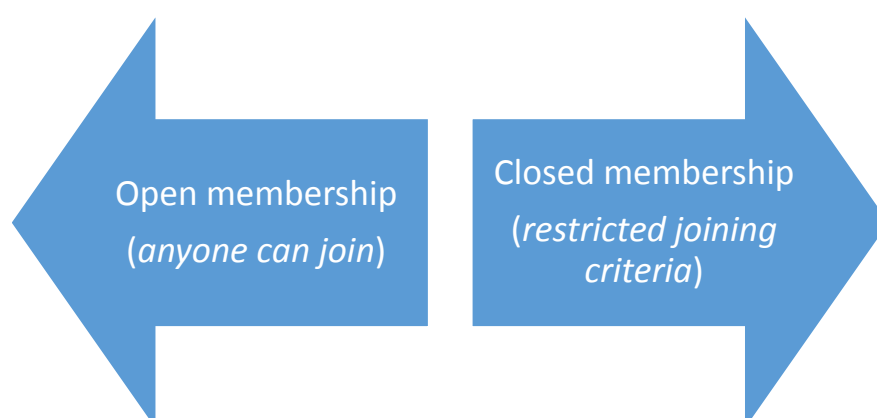 Open membership
(anyone can join)
Closed membership
(restricted joining
criteria)